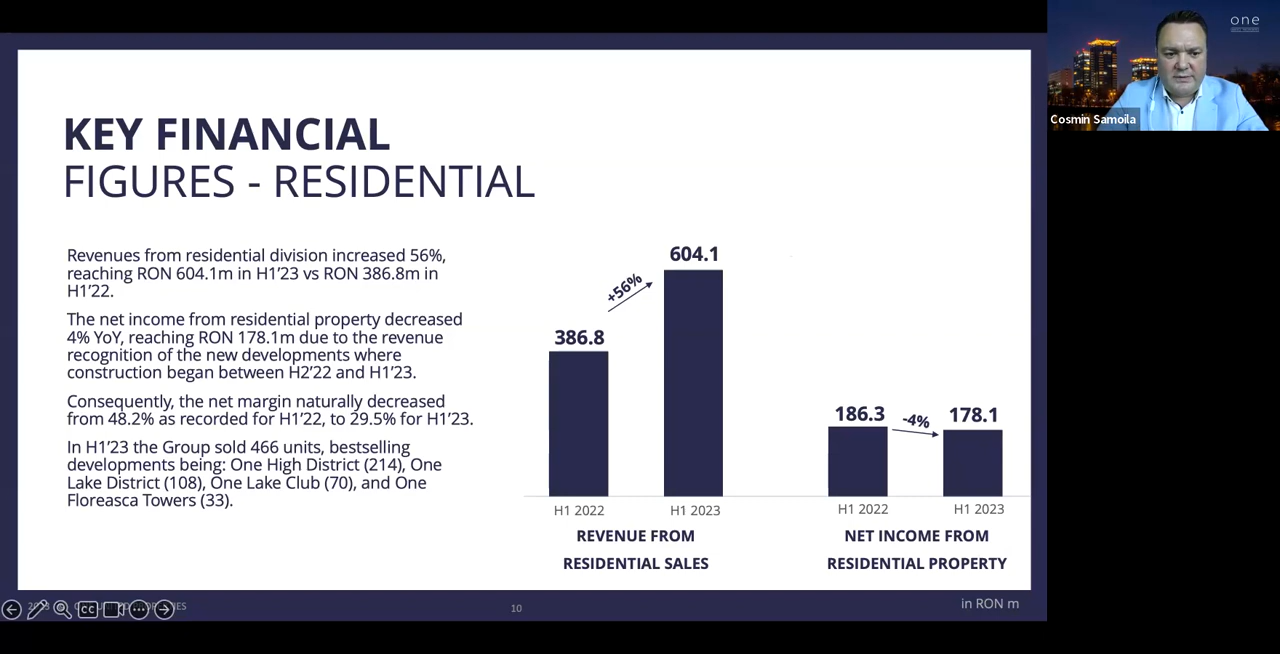 KEY FINANCIAL
FIGURES - RESIDENTIAL
Revenues from residential division increased 56%,
reaching RON 604.1m in H1'23 vs RON 386.8m in
H1'22.
The net income from residential property decreased
4% YoY, reaching RON 178.1m due to the revenue
recognition of the new developments where
construction began between H2'22 and H1'23.
Consequently, the net margin naturally decreased
from 48.2% as recorded for H1'22, to 29.5% for H1'23.
In H1'23 the Group sold 466 units, bestselling
developments being: One High District (214), One
Lake District (108), One Lake Club (70), and One
Floreasca Towers (33).
386.8
+56%
604.1
H1 2022
H1 2023
REVENUE FROM
RESIDENTIAL SALES
186.3
-4%
178.1
H1 2022
H1 2023
NET INCOME FROM
RESIDENTIAL PROPERTY
CC
10
in RON m
one
Cosmin Samoila